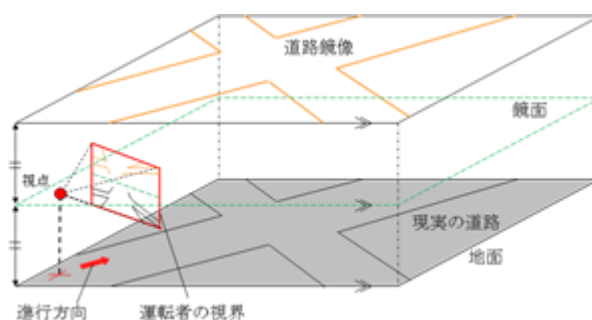 道路鏡像
鏡面
視点
現実の道路
地面
進行方向
運転者の視界